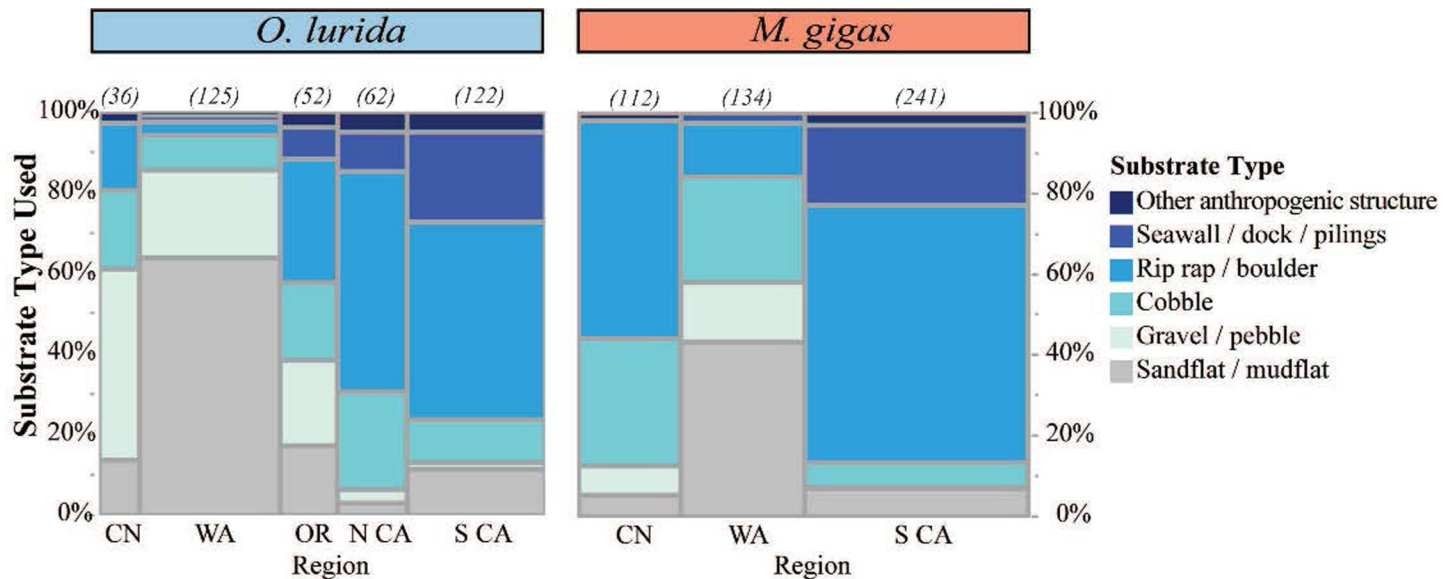 O. lurida
M. gigas
(36) (125) (52) (62) (122)
(112) (134) (241)
Substrate Type Used
100%
80%
60%
40%
20%
0%
100%
80%
60%
40%
20%
0%
CN WA OR N CA S CA
Region
CN WA S CA
Region
Substrate Type
Other anthropogenic structure
Seawall / dock / pilings
Rip rap / boulder
Cobble
Gravel / pebble
Sandflat / mudflat